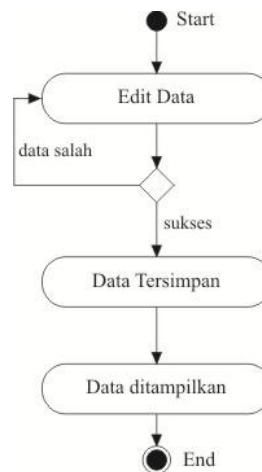 Start
Edit Data
data salah
sukses
Data Tersimpan
Data ditampilkan
End